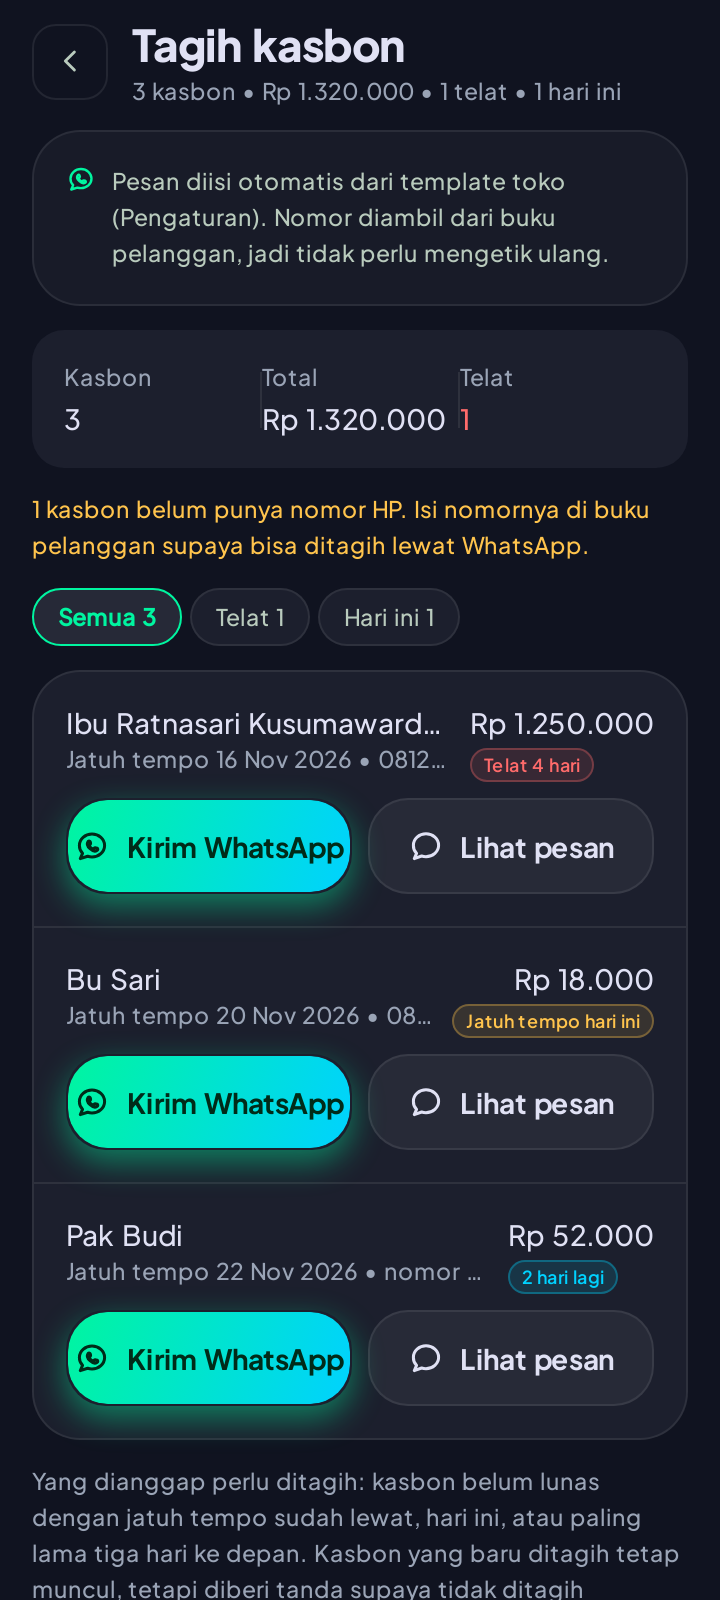 Tagih kasbon
3 kasbon • Rp 1.320.000 • 1 telat • 1 hari ini
Pesan diisi otomatis dari template toko
(Pengaturan). Nomor diambil dari buku
pelanggan, jadi tidak perlu mengetik ulang.
Kasbon Total Telat
3 Rp 1.320.000 1
1 kasbon belum punya nomor HP. Isi nomornya di buku
pelanggan supaya bisa ditagih lewat WhatsApp.
Semua 3 Telat 1 Hari ini 1
Ibu Ratnasari Kusumaward... Rp 1.250.000
Jatuh tempo 16 Nov 2026 • 0812... Telat 4 hari
Kirim WhatsApp Lihat pesan
Bu Sari Rp 18.000
Jatuh tempo 20 Nov 2026 • 08... Jatuh tempo hari ini
Kirim WhatsApp Lihat pesan
Pak Budi Rp 52.000
Jatuh tempo 22 Nov 2026 • nomor ... 2 hari lagi
Kirim WhatsApp Lihat pesan
Yang dianggap perlu ditagih: kasbon belum lunas
dengan jatuh tempo sudah lewat, hari ini, atau paling
lama tiga hari ke depan. Kasbon yang baru ditagih tetap
muncul, tetapi diberi tanda supaya tidak ditagih